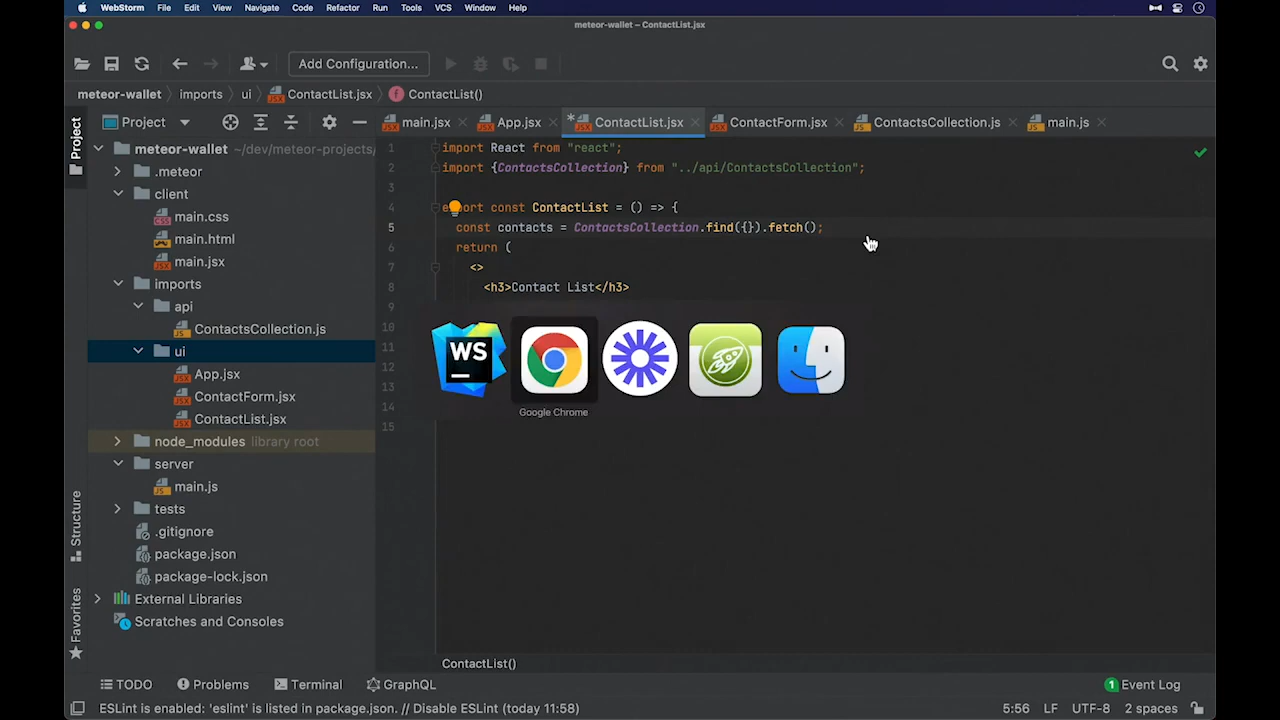 WebStorm File Edit View Navigate Code Refactor Run Tools VCS Window Help
meteor-wallet – ContactList.jsx
Add Configuration...
meteor-wallet imports ui ContactList.jsx f ContactList()
Project
Project
main.jsx
App.jsx
* ContactList.jsx
ContactForm.jsx
ContactsCollection.js
main.js
meteor-wallet ~/dev/meteor-projects/
.meteor
client
main.css
main.html
main.jsx
imports
api
ContactsCollection.js
ui
App.jsx
ContactForm.jsx
ContactList.jsx
node_modules library root
server
main.js
tests
.gitignore
package.json
package-lock.json
External Libraries
Scratches and Consoles
Structure
Favorites
1 import React from "react";
2 import {ContactsCollection} from "../api/ContactsCollection";
3
4 export const ContactList = () => {
5 const contacts = ContactsCollection.find({}).fetch();
6 return (
7 <>
8 <h3>Contact List</h3>
9
10
11
12
13
14
15
WS
Google Chrome
ContactList()
TODO Problems Terminal GraphQL 1 Event Log
ESLint is enabled: 'eslint' is listed in package.json. // Disable ESLint (today 11:58) 5:56 LF UTF-8 2 spaces